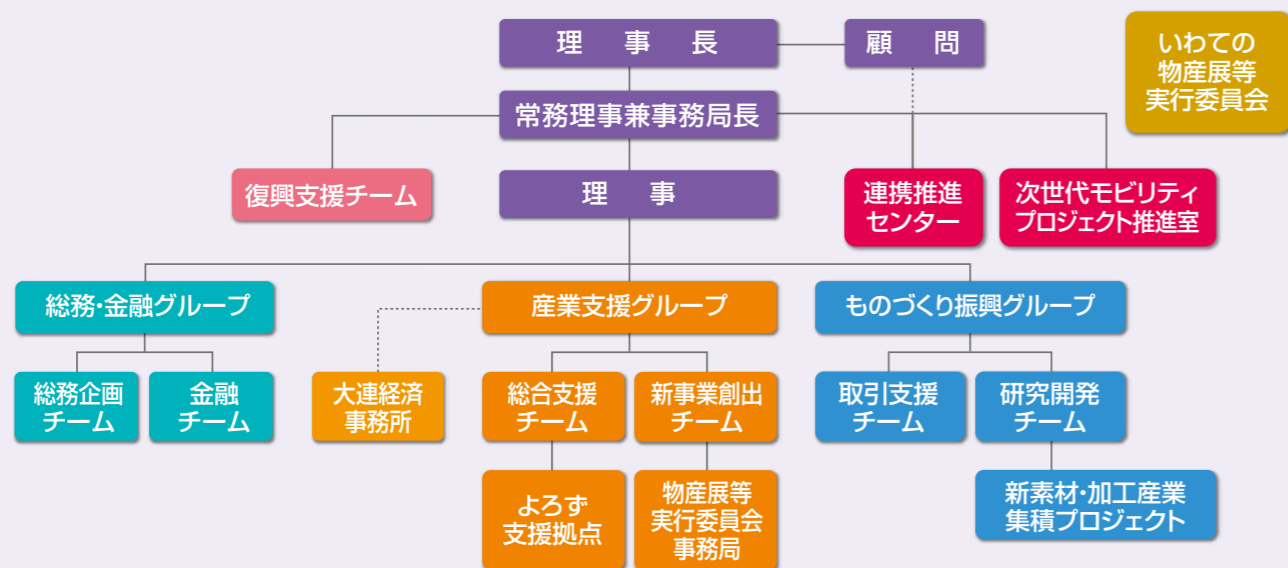 理事長
顧問
いわての
物産展等
実行委員会
常務理事兼事務局長
復興支援チーム
理事
連携推進
センター
次世代モビリティ
プロジェクト推進室
総務・金融グループ
産業支援グループ
ものづくり振興グループ
総務企画
チーム
金融
チーム
大連経済
事務所
総合支援
チーム
新事業創出
チーム
取引支援
チーム
研究開発
チーム
よろず
支援拠点
物産展等
実行委員会
事務局
新素材・加工産業
集積プロジェクト